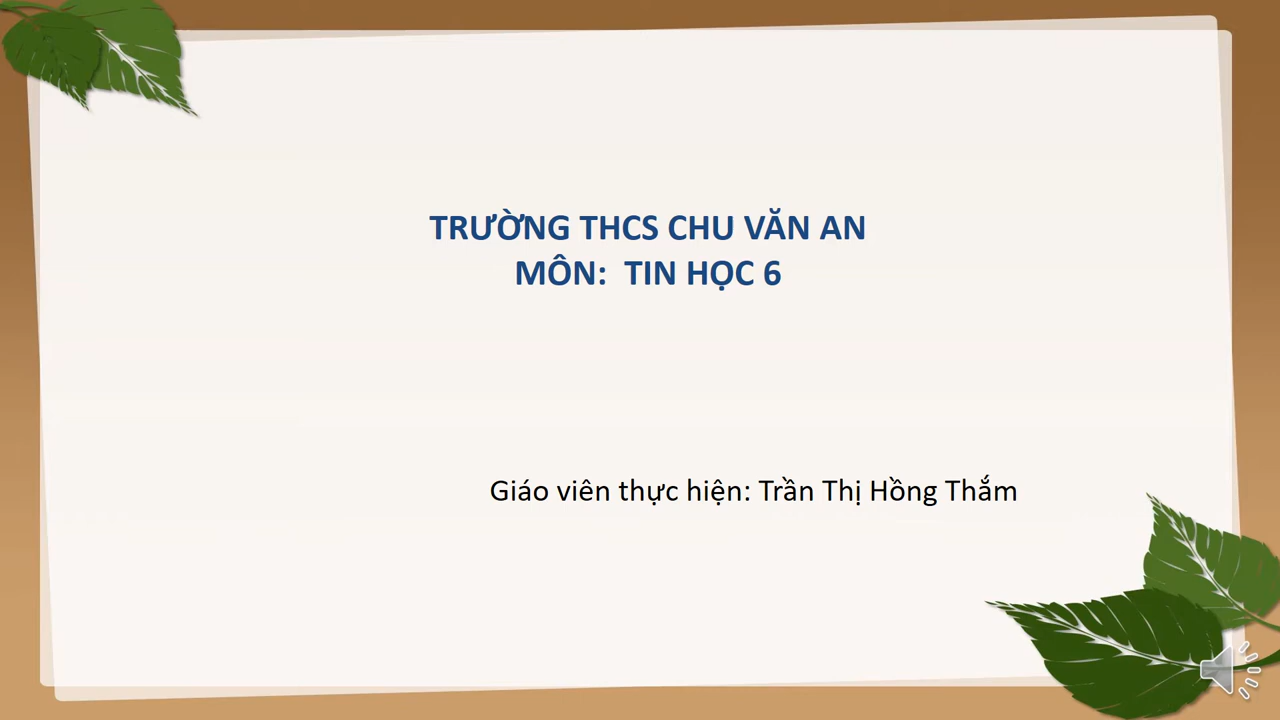 TRƯỜNG THCS CHU VĂN AN
MÔN:  TIN HỌC 6
Giáo viên thực hiện: Trần Thị Hồng Thắm